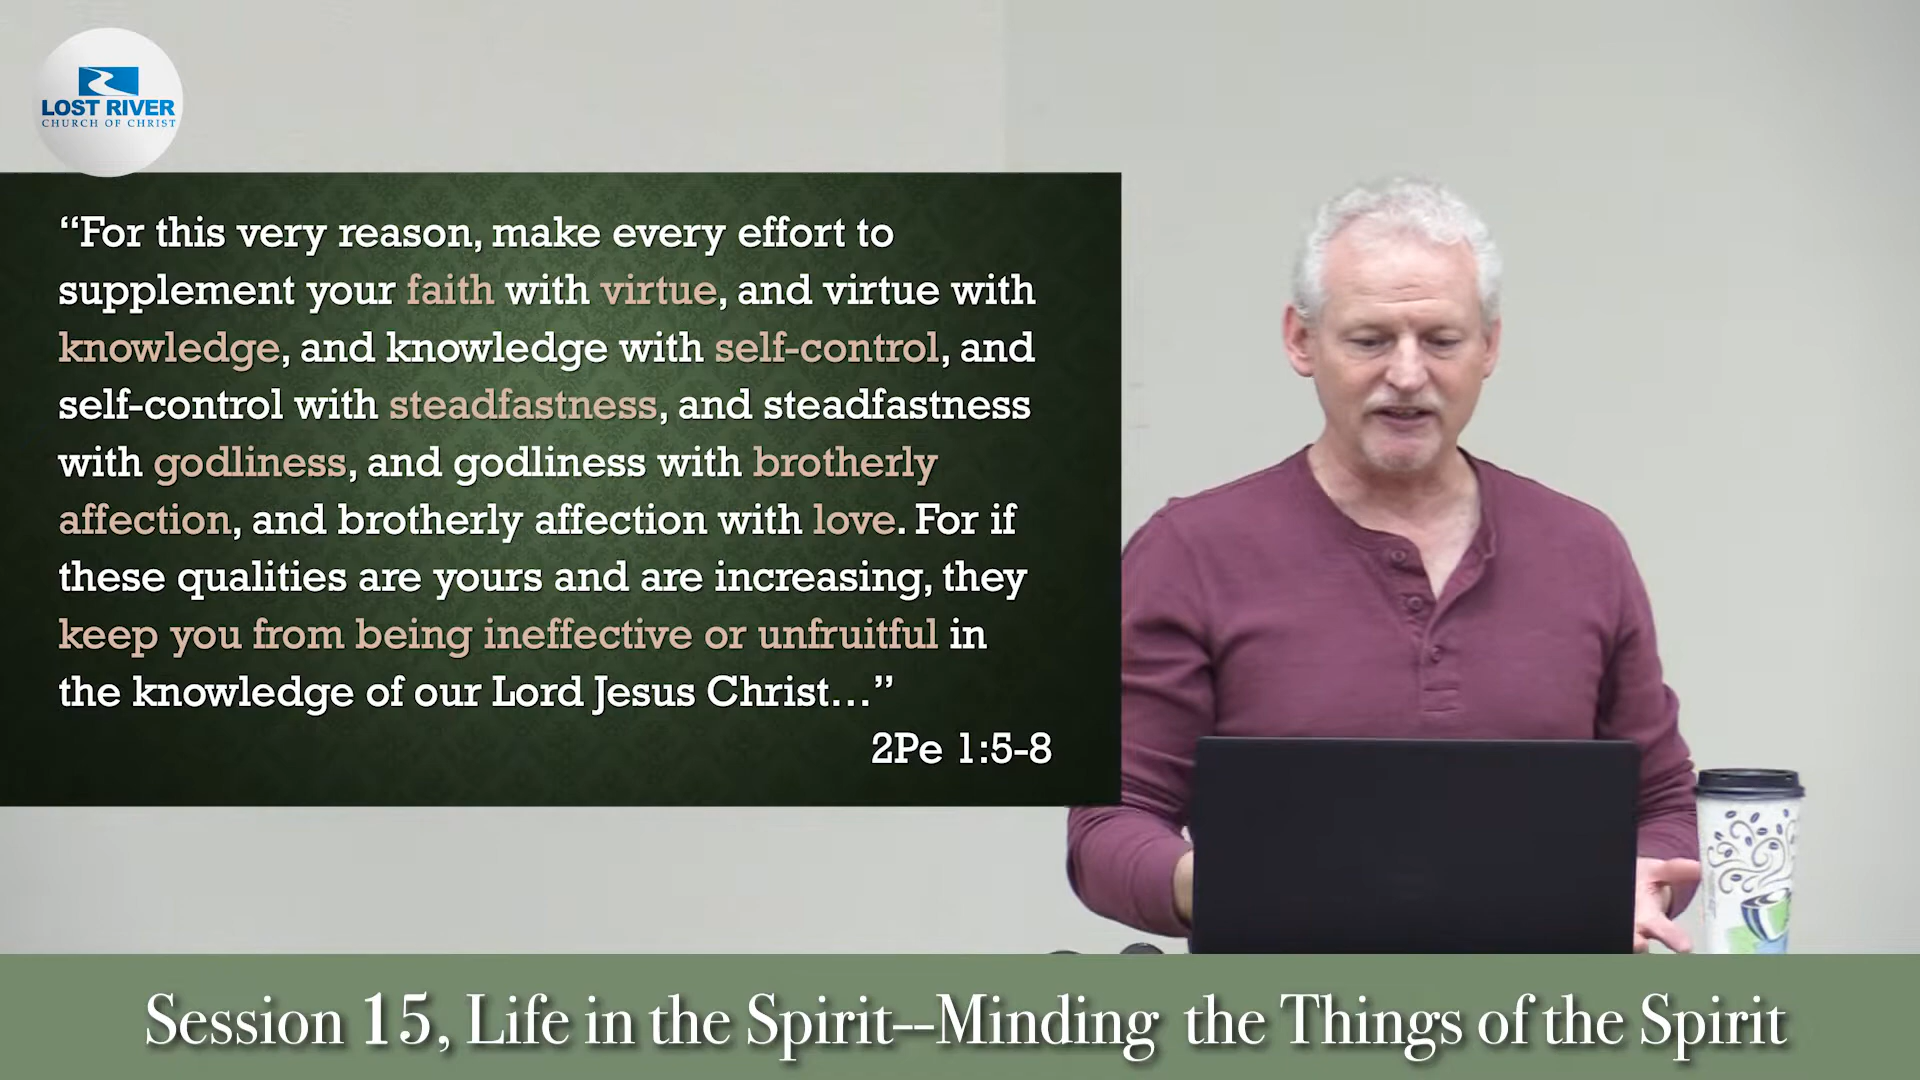 LOST RIVER
CHURCH OF CHRIST
“For this very reason, make every effort to
supplement your faith with virtue, and virtue with
knowledge, and knowledge with self-control, and
self-control with steadfastness, and steadfastness
with godliness, and godliness with brotherly
affection, and brotherly affection with love. For if
these qualities are yours and are increasing, they
keep you from being ineffective or unfruitful in
the knowledge of our Lord Jesus Christ…”
2Pe 1:5-8
Session 15, Life in the Spirit--Minding the Things of the Spirit